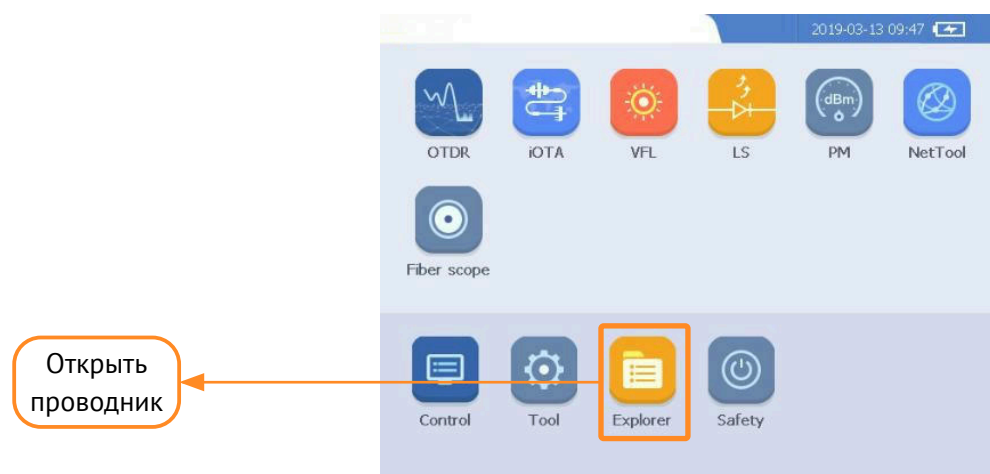 2019-03-13 09:47
OTDR iOTA VFL LS PM NetTool
dBm
Fiber scope
Открыть
проводник
Control Tool Explorer Safety